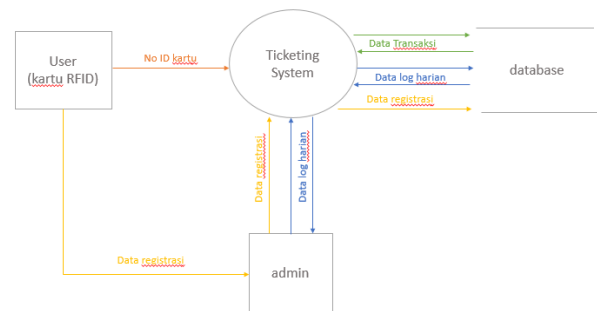 User
(kartu RFID)
No ID kartu
Ticketing
System
Data Transaksi
Data log harian
Data registrasi
database
Data registrasi
Data log harian
Data registrasi
admin